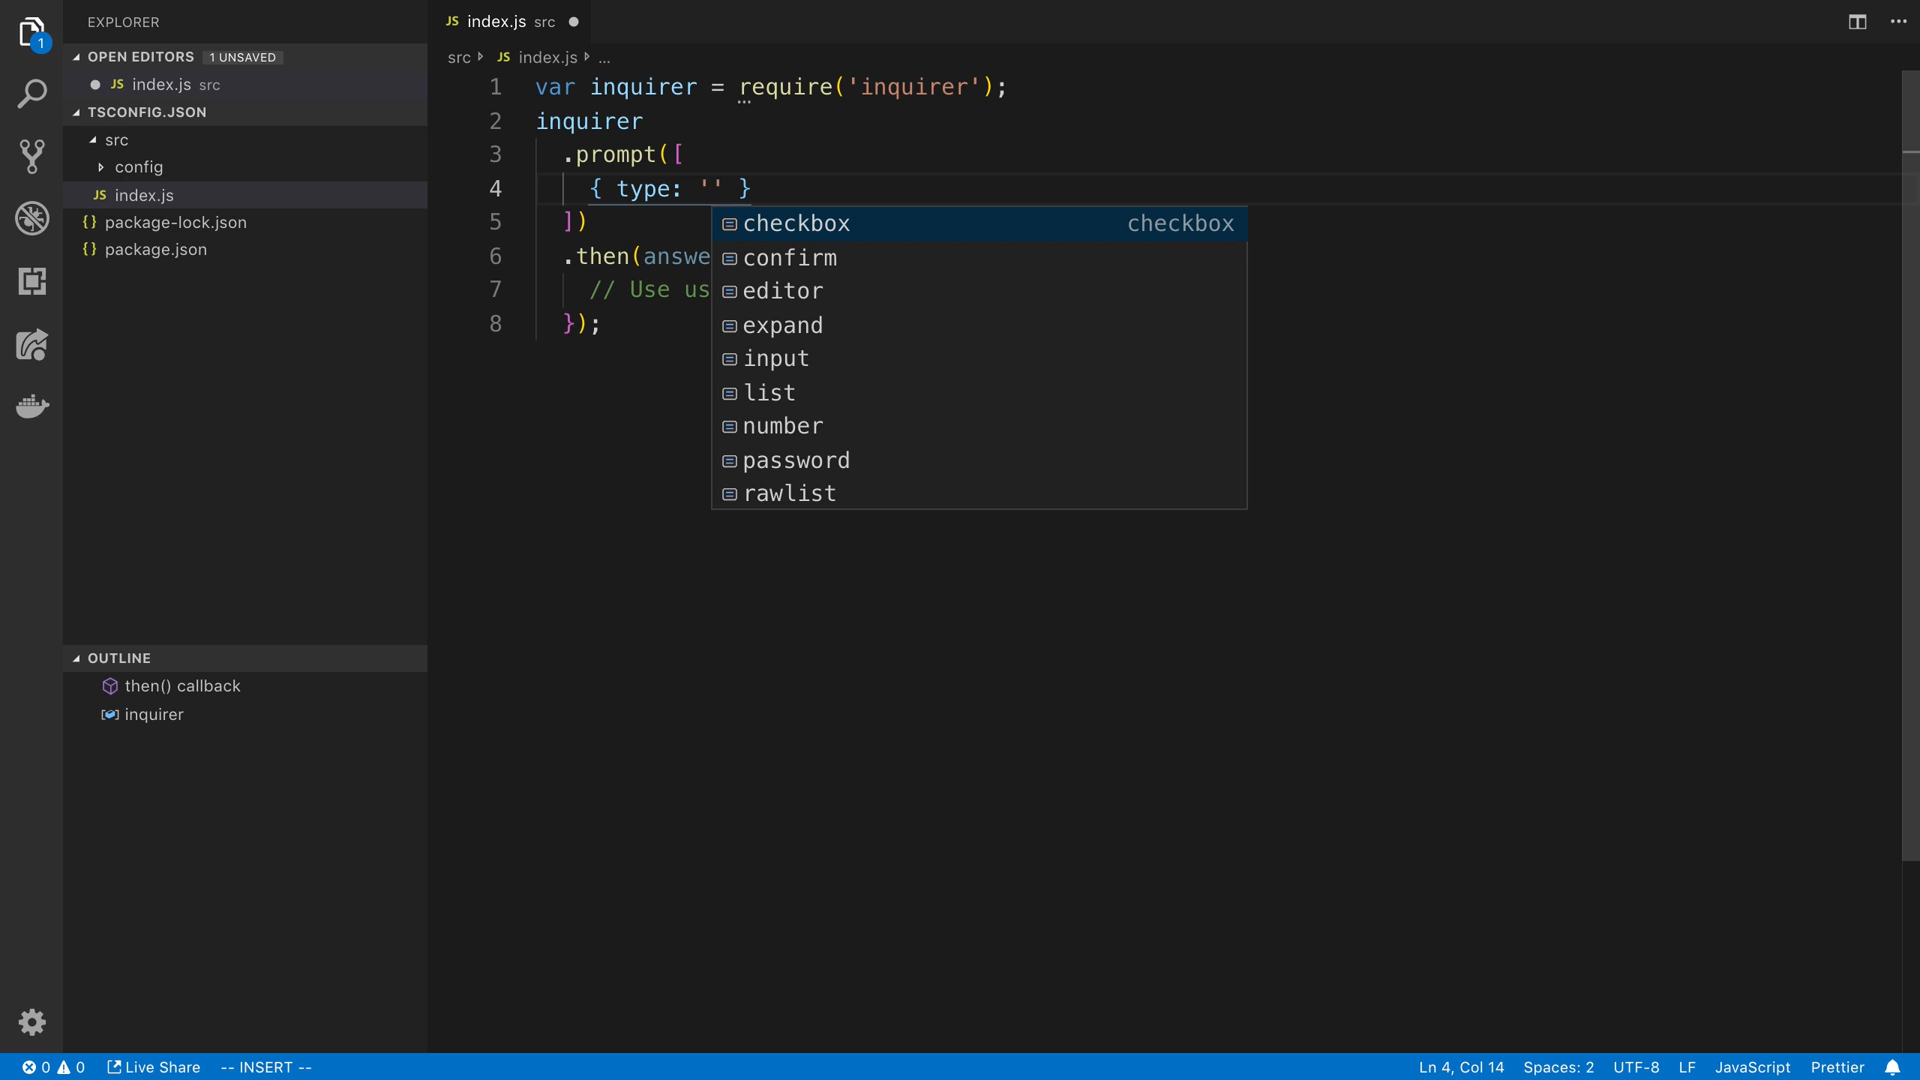 EXPLORER
1
OPEN EDITORS 1 UNSAVED
JS index.js src
TSCONFIG.JSON
src
config
JS index.js
{} package-lock.json
{} package.json
OUTLINE
then() callback
inquirer
JS index.js src
src JS index.js ...
1 var inquirer = require('inquirer');
2 inquirer
3 .prompt([
4 { type: '' }
5 ])
6 .then(answe
7 // Use us
8 });
checkbox checkbox
confirm
editor
expand
input
list
number
password
rawlist
0 0 Live Share -- INSERT -- Ln 4, Col 14 Spaces: 2 UTF-8 LF JavaScript Prettier